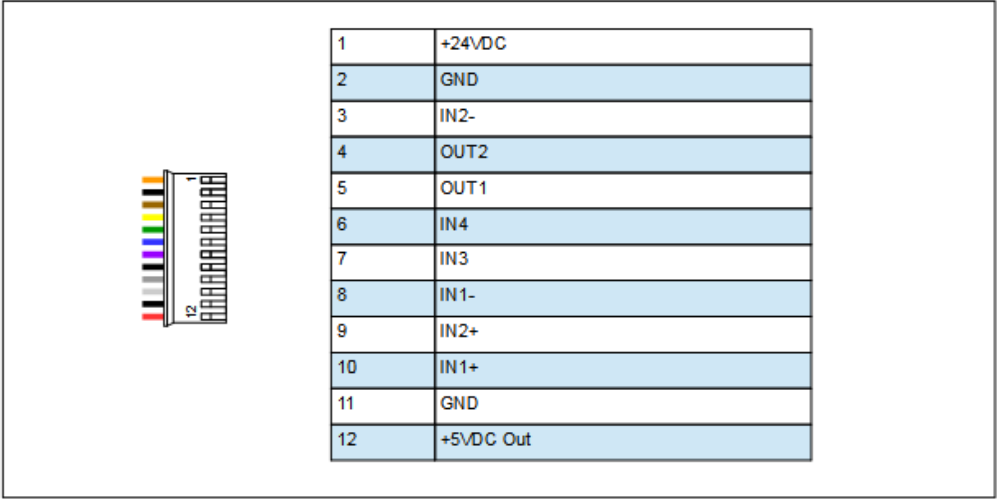 1 +24VDC
2 GND
3 IN2-
4 OUT2
5 OUT1
6 IN4
7 IN3
8 IN1-
9 IN2+
10 IN1+
11 GND
12 +5VDC Out
1
12